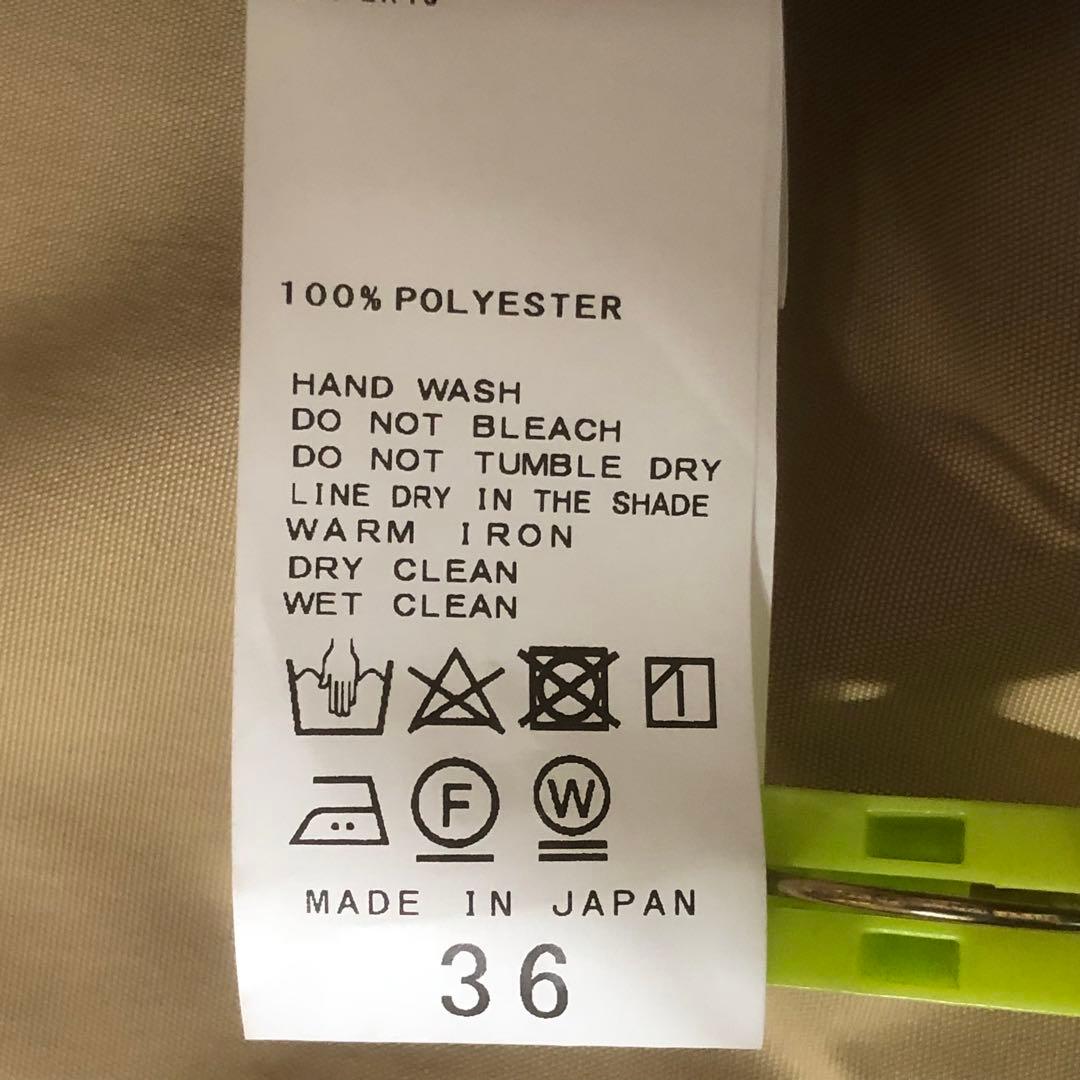 100% POLYESTER
HAND WASH
DO NOT BLEACH
DO NOT TUMBLE DRY
LINE DRY IN THE SHADE
WARM IRON
DRY CLEAN
WET CLEAN
F W
MADE IN JAPAN
36